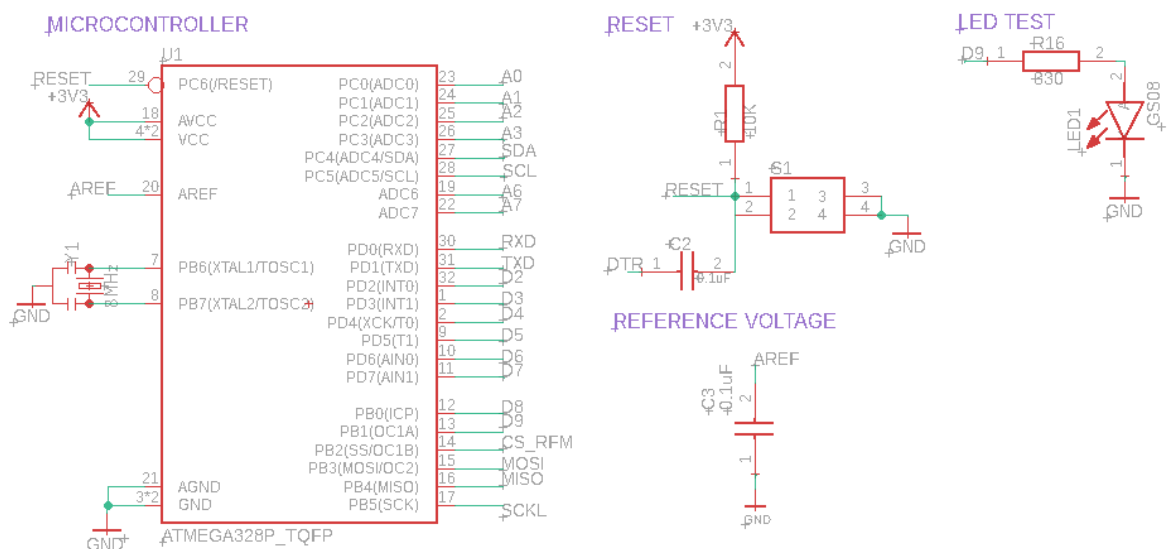 MICROCONTROLLER
U1
RESET 29 PC6(/RESET)
+3V3
18 AVCC
4*2 VCC
AREF 20 AREF
Y1
8MHz
7 PB6(XTAL1/TOSC1)
8 PB7(XTAL2/TOSC2)
GND
21 AGND
3*2 GND
GND
ATMEGA328P_TQFP
PC0(ADC0) 23 A0
PC1(ADC1) 24 A1
PC2(ADC2) 25 A2
PC3(ADC3) 26 A3
PC4(ADC4/SDA) 27 SDA
PC5(ADC5/SCL) 28 SCL
ADC6 19 A6
ADC7 22 A7
PD0(RXD) 30 RXD
PD1(TXD) 31 TXD
PD2(INT0) 32 D2
PD3(INT1) 1 D3
PD4(XCK/T0) 2 D4
PD5(T1) 9 D5
PD6(AIN0) 10 D6
PD7(AIN1) 11 D7
PB0(ICP) 12 D8
PB1(OC1A) 13 D9
PB2(SS/OC1B) 14 CS_RFM
PB3(MOSI/OC2) 15 MOSI
PB4(MISO) 16 MISO
PB5(SCK) 17 SCKL
RESET
+3V3
2
R1
10K
1
RESET
S1
1 1 3 3
2 2 4 4
GND
C2
DTR 1 2
0.1uF
REFERENCE VOLTAGE
AREF
C3
0.1uF
2
1
GND
LED TEST
R16
D9 1 2
330
2
A
LED1
GS08
1
GND